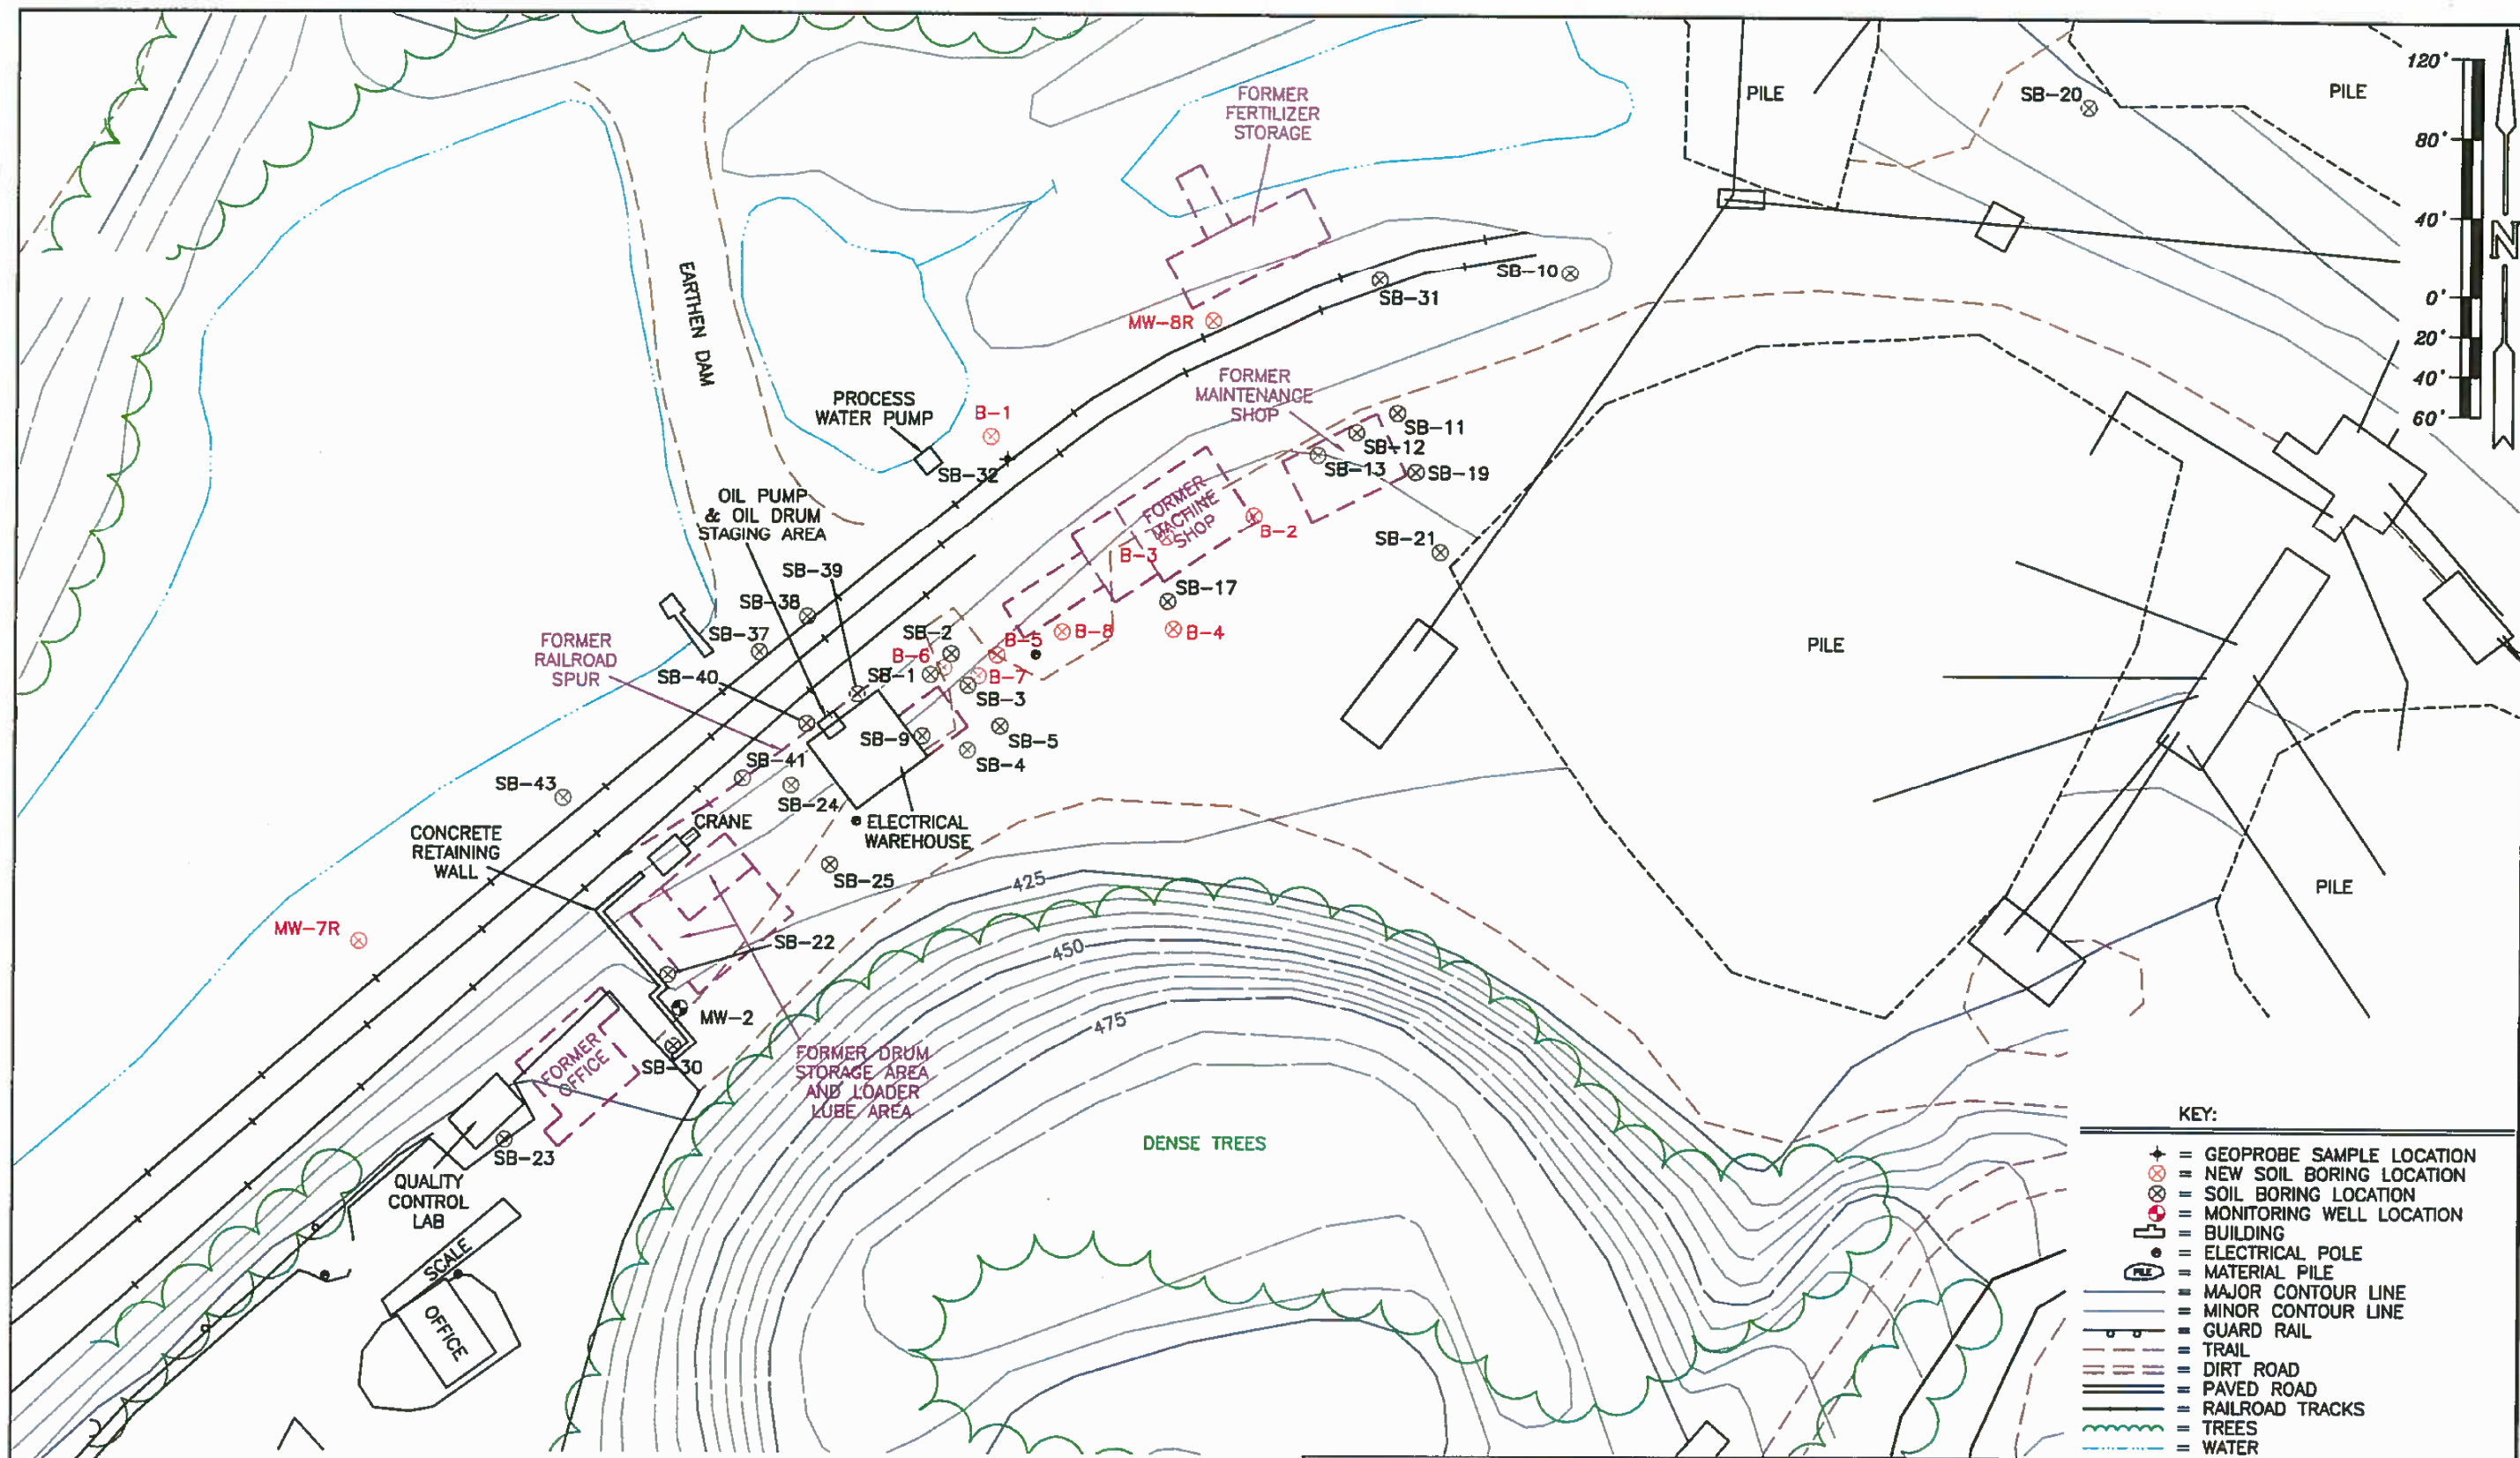 120'
80'
40'
0'
20'
40'
60'
N
PILE
SB-20
PILE
FORMER
FERTILIZER
STORAGE
SB-10
SB-31
MW-8R
EARTHEN DAM
PROCESS
WATER PUMP
B-1
SB-32
FORMER
MAINTENANCE
SHOP
SB-11
SB-12
SB-13
SB-19
OIL PUMP
& OIL DRUM
STAGING AREA
FORMER
MACHINE
SHOP
B-2
B-3
SB-21
SB-39
SB-38
SB-17
SB-37
SB-2
B-5
B-8
B-4
B-6
FORMER
RAILROAD
SPUR
SB-40
SB-1
B-7
SB-3
PILE
SB-9
SB-5
SB-4
SB-41
SB-43
SB-24
CRANE
ELECTRICAL
WAREHOUSE
CONCRETE
RETAINING
WALL
SB-25
425
PILE
MW-7R
SB-22
450
MW-2
475
SB-30
FORMER
OFFICE
FORMER DRUM
STORAGE AREA
AND LOADER
LUBE AREA
DENSE TREES
SB-23
QUALITY
CONTROL
LAB
SCALE
OFFICE
KEY:
= GEOPROBE SAMPLE LOCATION
= NEW SOIL BORING LOCATION
= SOIL BORING LOCATION
= MONITORING WELL LOCATION
= BUILDING
= ELECTRICAL POLE
PILE = MATERIAL PILE
= MAJOR CONTOUR LINE
= MINOR CONTOUR LINE
= GUARD RAIL
= TRAIL
= DIRT ROAD
= PAVED ROAD
= RAILROAD TRACKS
= TREES
= WATER